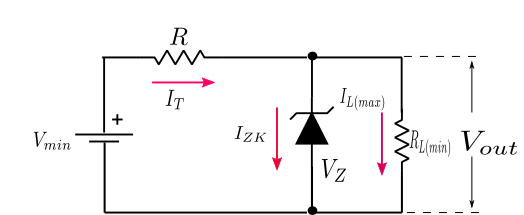 R
I_T
+
V_min
I_ZK
I_L(max)
R_L(min)
V_Z
V_out